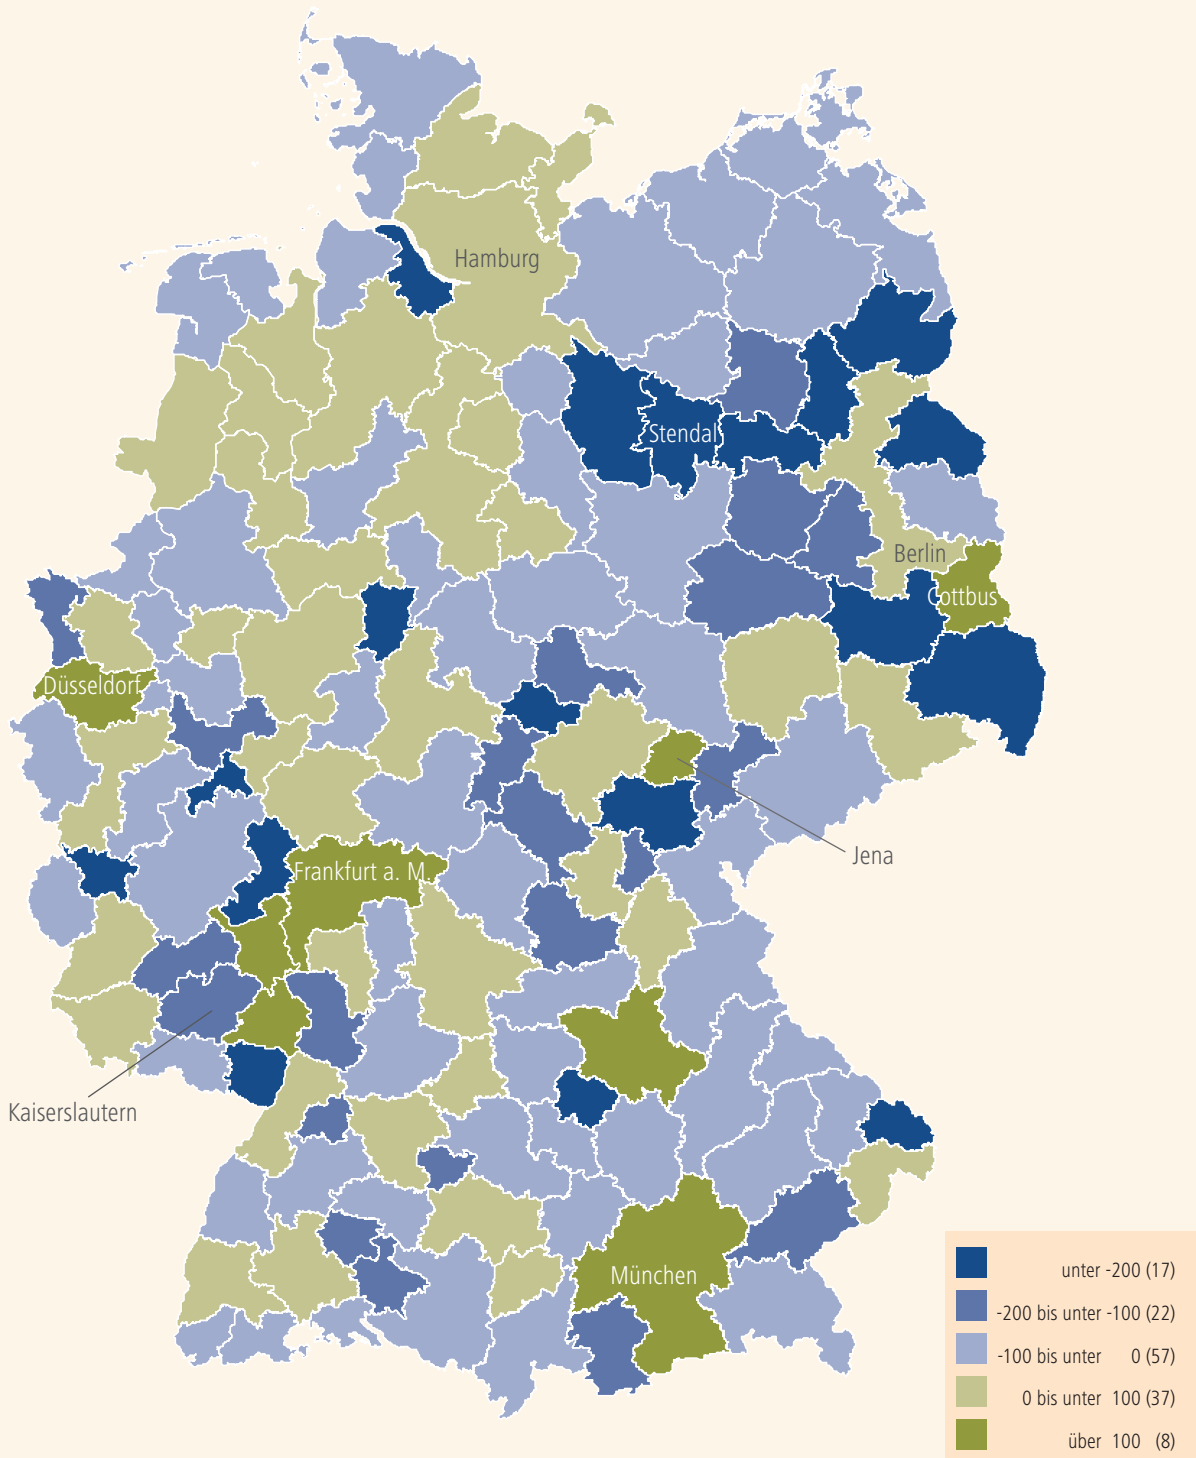 Hamburg
Stendal
Berlin
Cottbus
Düsseldorf
Jena
Frankfurt a. M.
Kaiserslautern
München
unter -200 (17)
-200 bis unter -100 (22)
-100 bis unter 0 (57)
0 bis unter 100 (37)
über 100 (8)